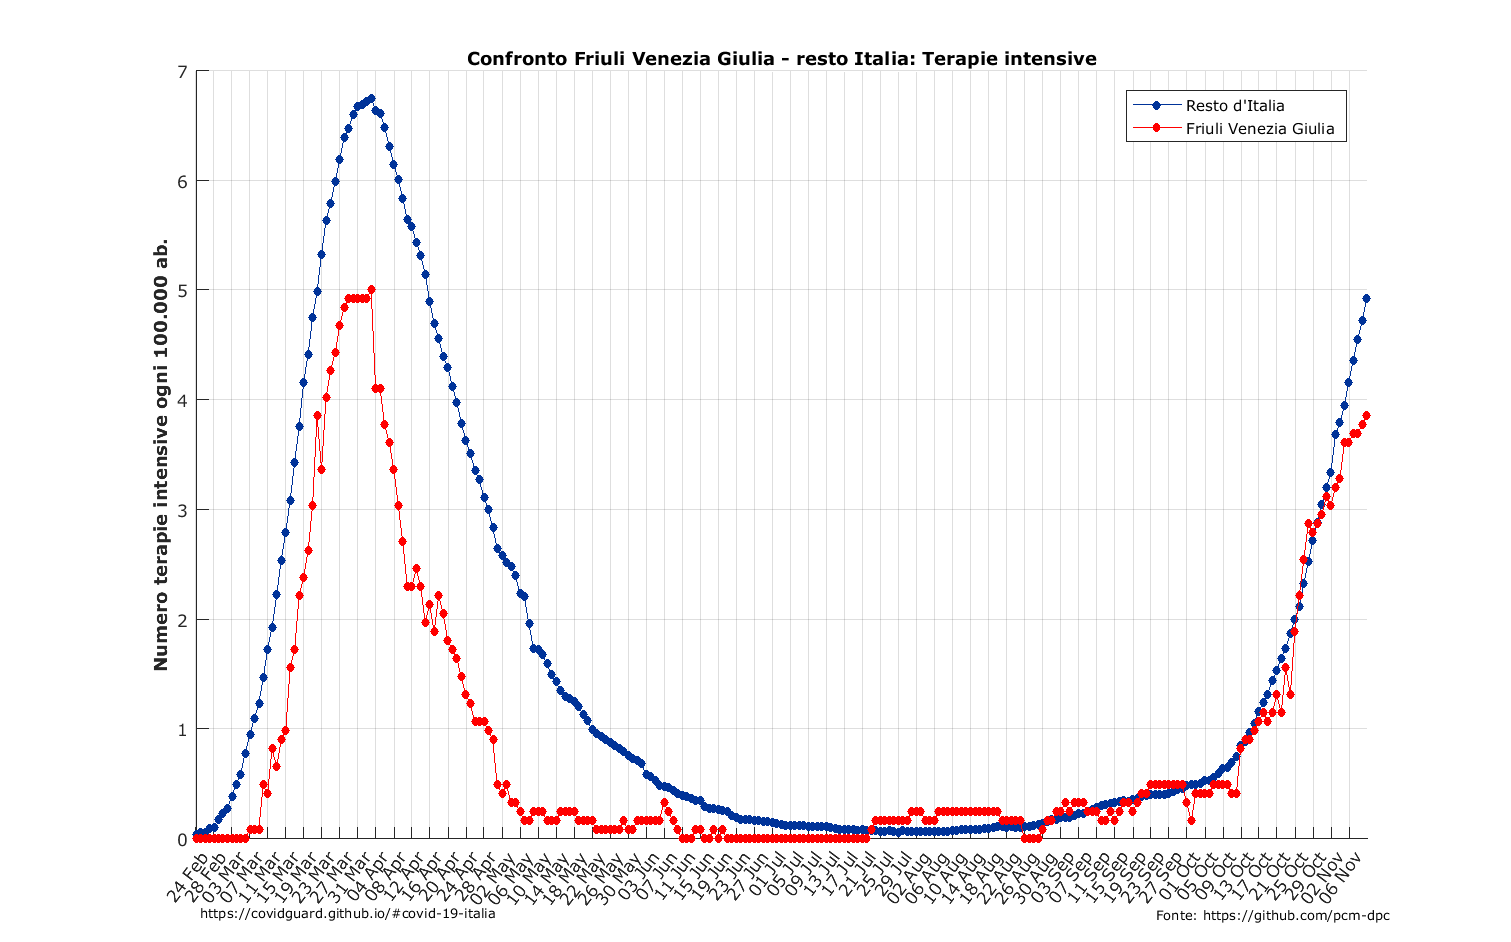 Confronto Friuli Venezia Giulia - resto Italia: Terapie intensive
Resto d'Italia
Friuli Venezia Giulia
Numero terapie intensive ogni 100.000 ab.
7
6
5
4
3
2
1
0
24 Feb
28 Feb
03 Mar
07 Mar
11 Mar
15 Mar
19 Mar
23 Mar
27 Mar
31 Mar
04 Apr
08 Apr
12 Apr
16 Apr
20 Apr
24 Apr
28 Apr
02 May
06 May
10 May
14 May
18 May
22 May
26 May
30 May
03 Jun
07 Jun
11 Jun
15 Jun
19 Jun
23 Jun
27 Jun
01 Jul
05 Jul
09 Jul
13 Jul
17 Jul
21 Jul
25 Jul
29 Jul
02 Aug
06 Aug
10 Aug
14 Aug
18 Aug
22 Aug
26 Aug
30 Aug
03 Sep
07 Sep
11 Sep
15 Sep
19 Sep
23 Sep
27 Sep
01 Oct
05 Oct
09 Oct
13 Oct
17 Oct
21 Oct
25 Oct
29 Oct
02 Nov
06 Nov
https://covidguard.github.io/#covid-19-italia
Fonte: https://github.com/pcm-dpc